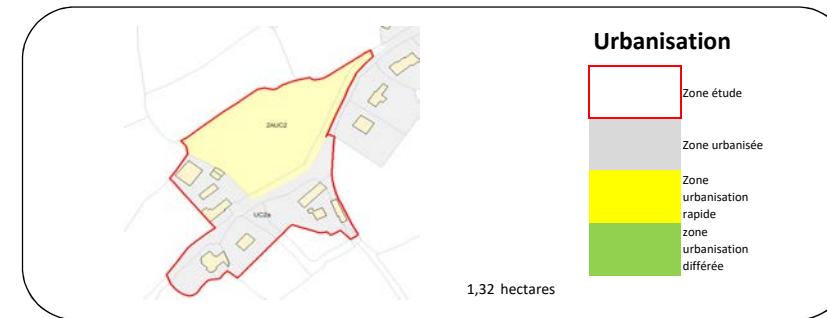 Urbanisation
2AUC2
UC2a
Zone étude
Zone urbanisée
Zone
urbanisation
rapide
zone
urbanisation
différée
1,32 hectares